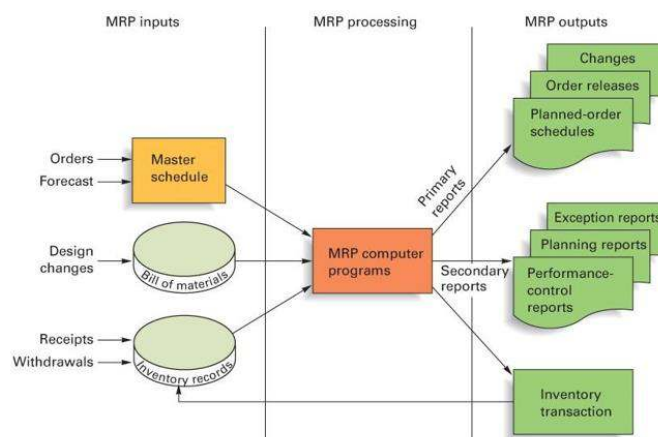 MRP inputs
MRP processing
MRP outputs
Changes
Order releases
Planned-order
schedules
Orders
Forecast
Master
schedule
Primary
reports
Design
changes
Bill of materials
MRP computer
programs
Secondary
reports
Exception reports
Planning reports
Performance-
control
reports
Receipts
Withdrawals
Inventory records
Inventory
transaction